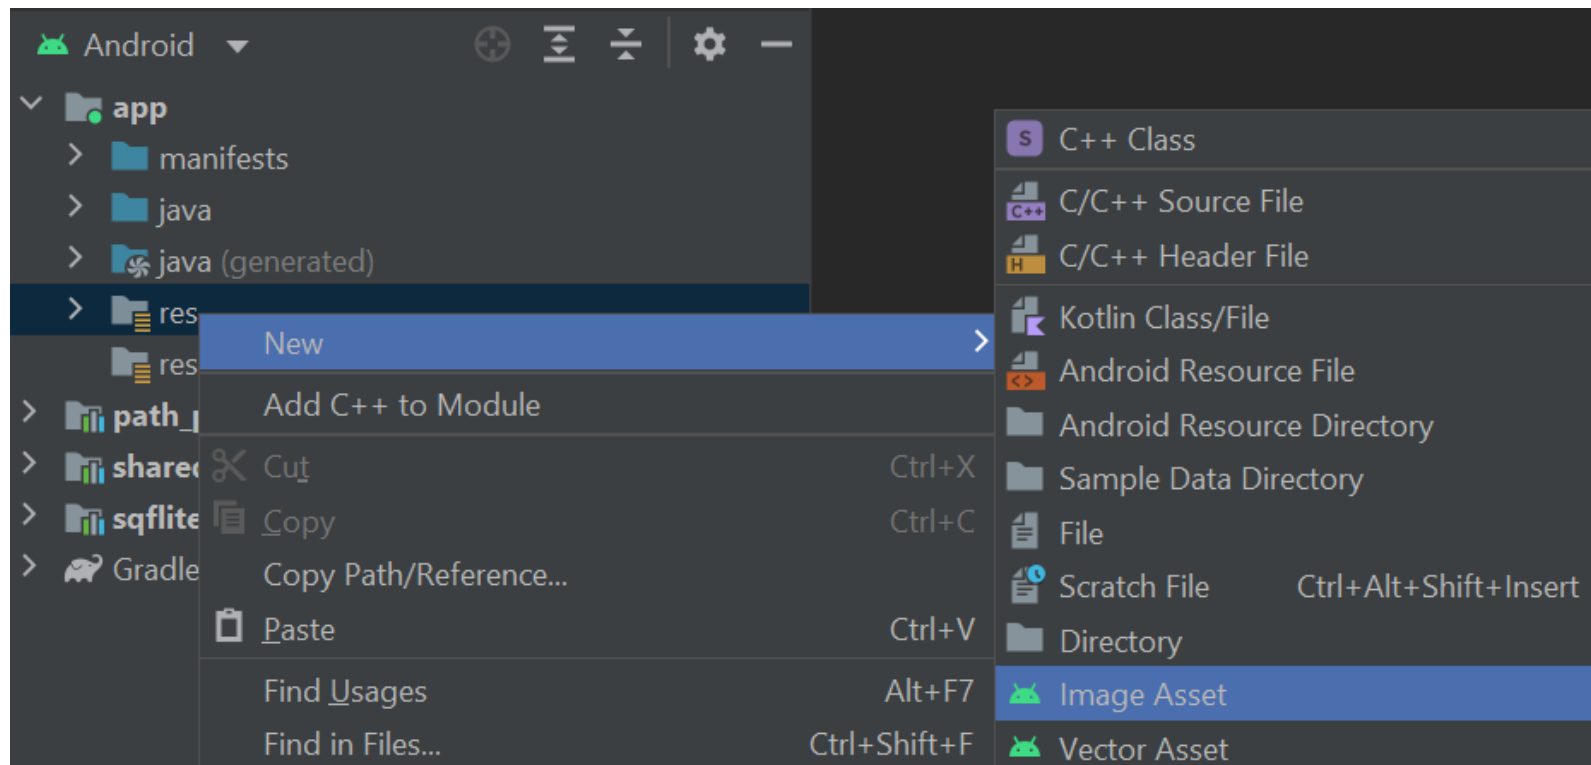 Android
app
manifests
java
java (generated)
res
res
path_
shared
sqflite
Gradle
New
Add C++ to Module
Cut Ctrl+X
Copy Ctrl+C
Copy Path/Reference...
Paste Ctrl+V
Find Usages Alt+F7
Find in Files... Ctrl+Shift+F
S C++ Class
C++ C/C++ Source File
H C/C++ Header File
Kotlin Class/File
<> Android Resource File
Android Resource Directory
Sample Data Directory
File
Scratch File Ctrl+Alt+Shift+Insert
Directory
Image Asset
Vector Asset